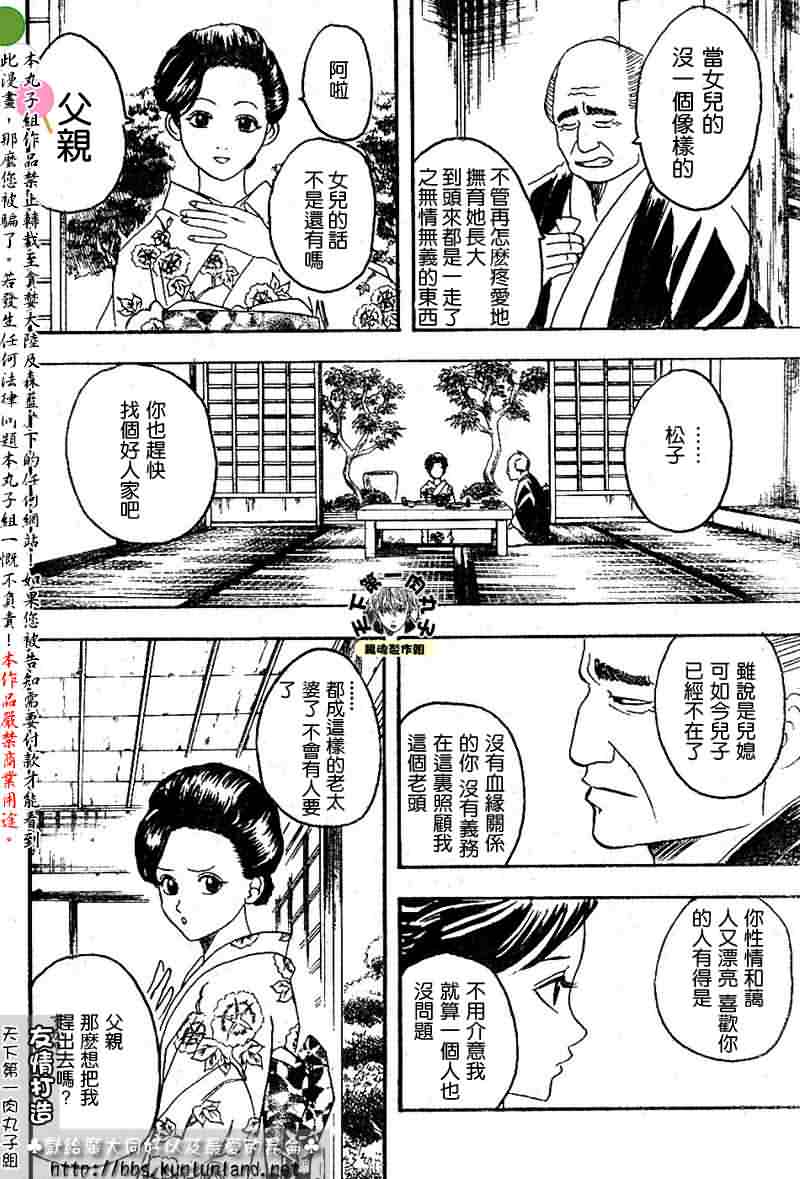 當女兒的
沒一個像樣的
不管再怎麼疼愛地
撫育她長大
到頭來都是一走了
之無情無義的東西
阿啦
女兒的話
不是還有嗎
父親
……
松子
你也趕快
找個好人家吧
雖說是兒媳
可如今兒子
已經不在了
沒有血緣關係
的你 沒有義務
在這裏照顧我
這個老頭
……
都成這樣的老太
婆了 不會有人要
了
父親
那麼想把我
趕出去嗎？
你性情和藹
人又漂亮 喜歡你
的人有得是
不用介意我
就算一個人也
沒問題
天下第一肉丸子
本丸子組作品禁止轉裁至貪婪大陸及森藍
下的任何網站！如果您被告知需要付款才能看到
此漫畫，那麼您被騙了。若發生任何法律問題本丸子組一慨不負責！本作品嚴禁商業用途。
友情打造
天下第一肉丸子組
http://bbs.kunlunland.net